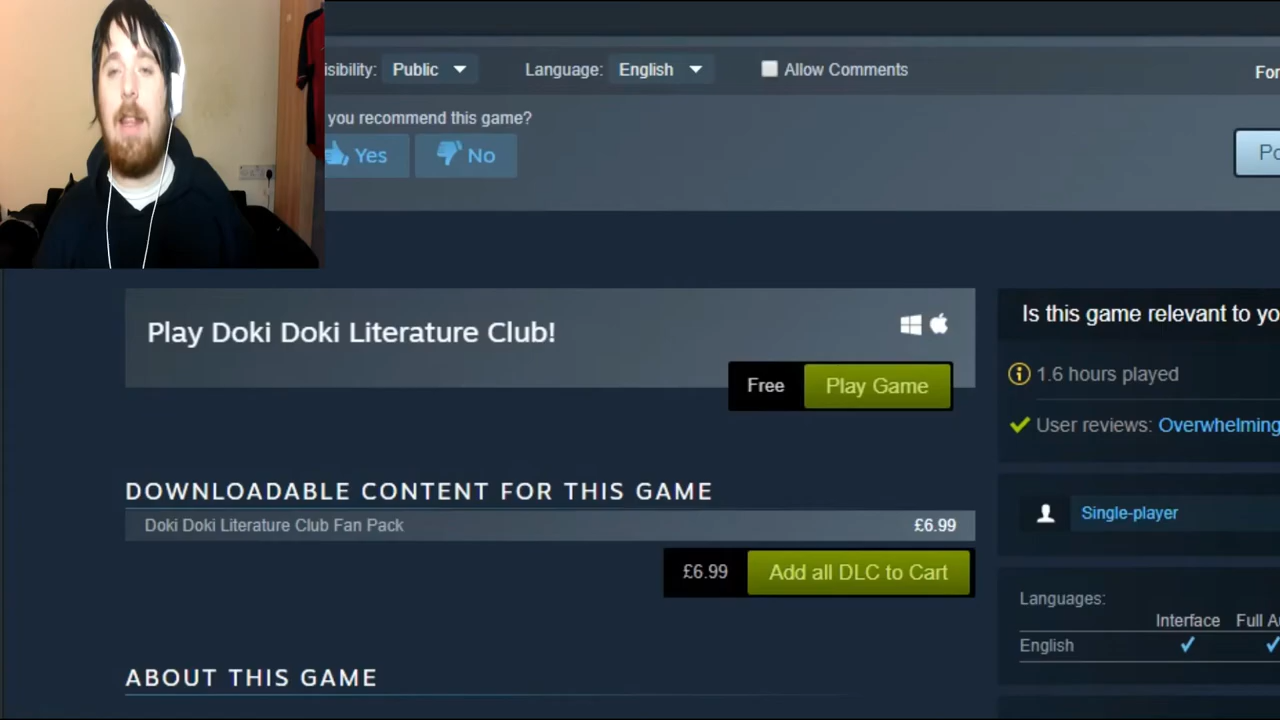 isibility: Public Language: English Allow Comments For
you recommend this game?
Yes No Po
Play Doki Doki Literature Club!
Free Play Game
Is this game relevant to yo
1.6 hours played
User reviews: Overwhelming
DOWNLOADABLE CONTENT FOR THIS GAME
Doki Doki Literature Club Fan Pack £6.99
£6.99 Add all DLC to Cart
Single-player
Languages:
Interface Full Au
English
ABOUT THIS GAME